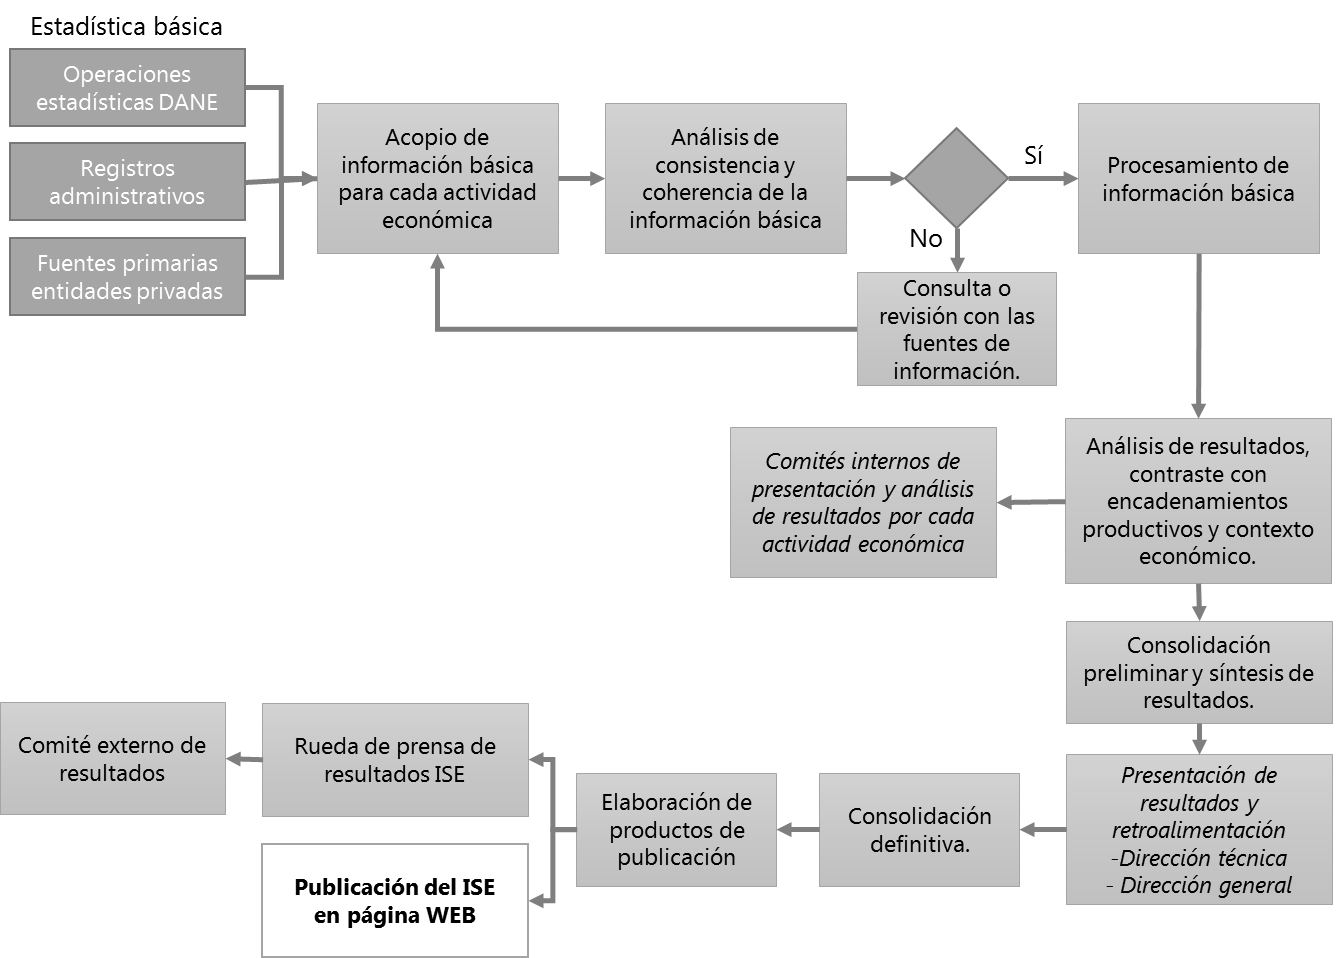 Estadística básica
Operaciones
estadísticas DANE
Registros
administrativos
Fuentes primarias
entidades privadas
Acopio de
información básica
para cada actividad
económica
Análisis de
consistencia y
coherencia de la
información básica
Sí
No
Procesamiento de
información básica
Consulta o
revisión con las
fuentes de
información.
Comités internos de
presentación y análisis
de resultados por cada
actividad económica
Análisis de resultados,
contraste con
encadenamientos
productivos y contexto
económico.
Consolidación
preliminar y síntesis de
resultados.
Presentación de
resultados y
retroalimentación
-Dirección técnica
- Dirección general
Consolidación
definitiva.
Elaboración de
productos de
publicación
Rueda de prensa de
resultados ISE
Comité externo de
resultados
Publicación del ISE
en página WEB